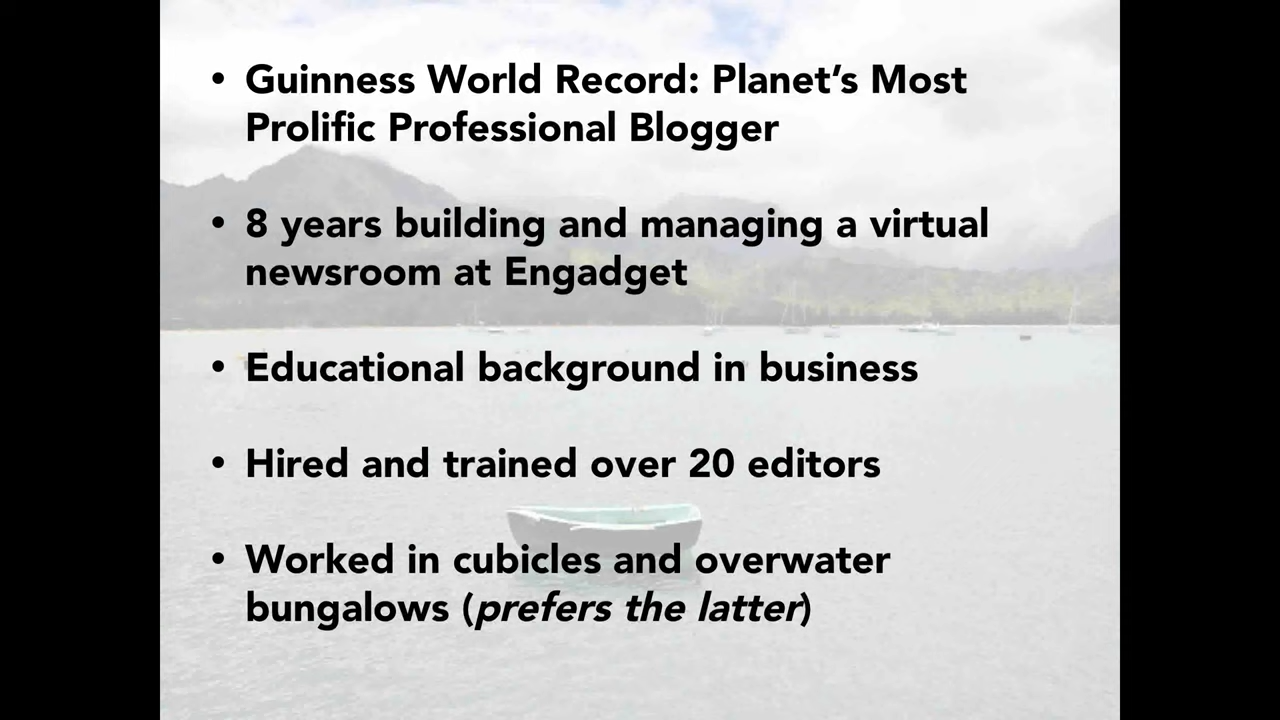 • Guinness World Record: Planet’s Most
Prolific Professional Blogger
• 8 years building and managing a virtual
newsroom at Engadget
• Educational background in business
• Hired and trained over 20 editors
• Worked in cubicles and overwater
bungalows (prefers the latter)